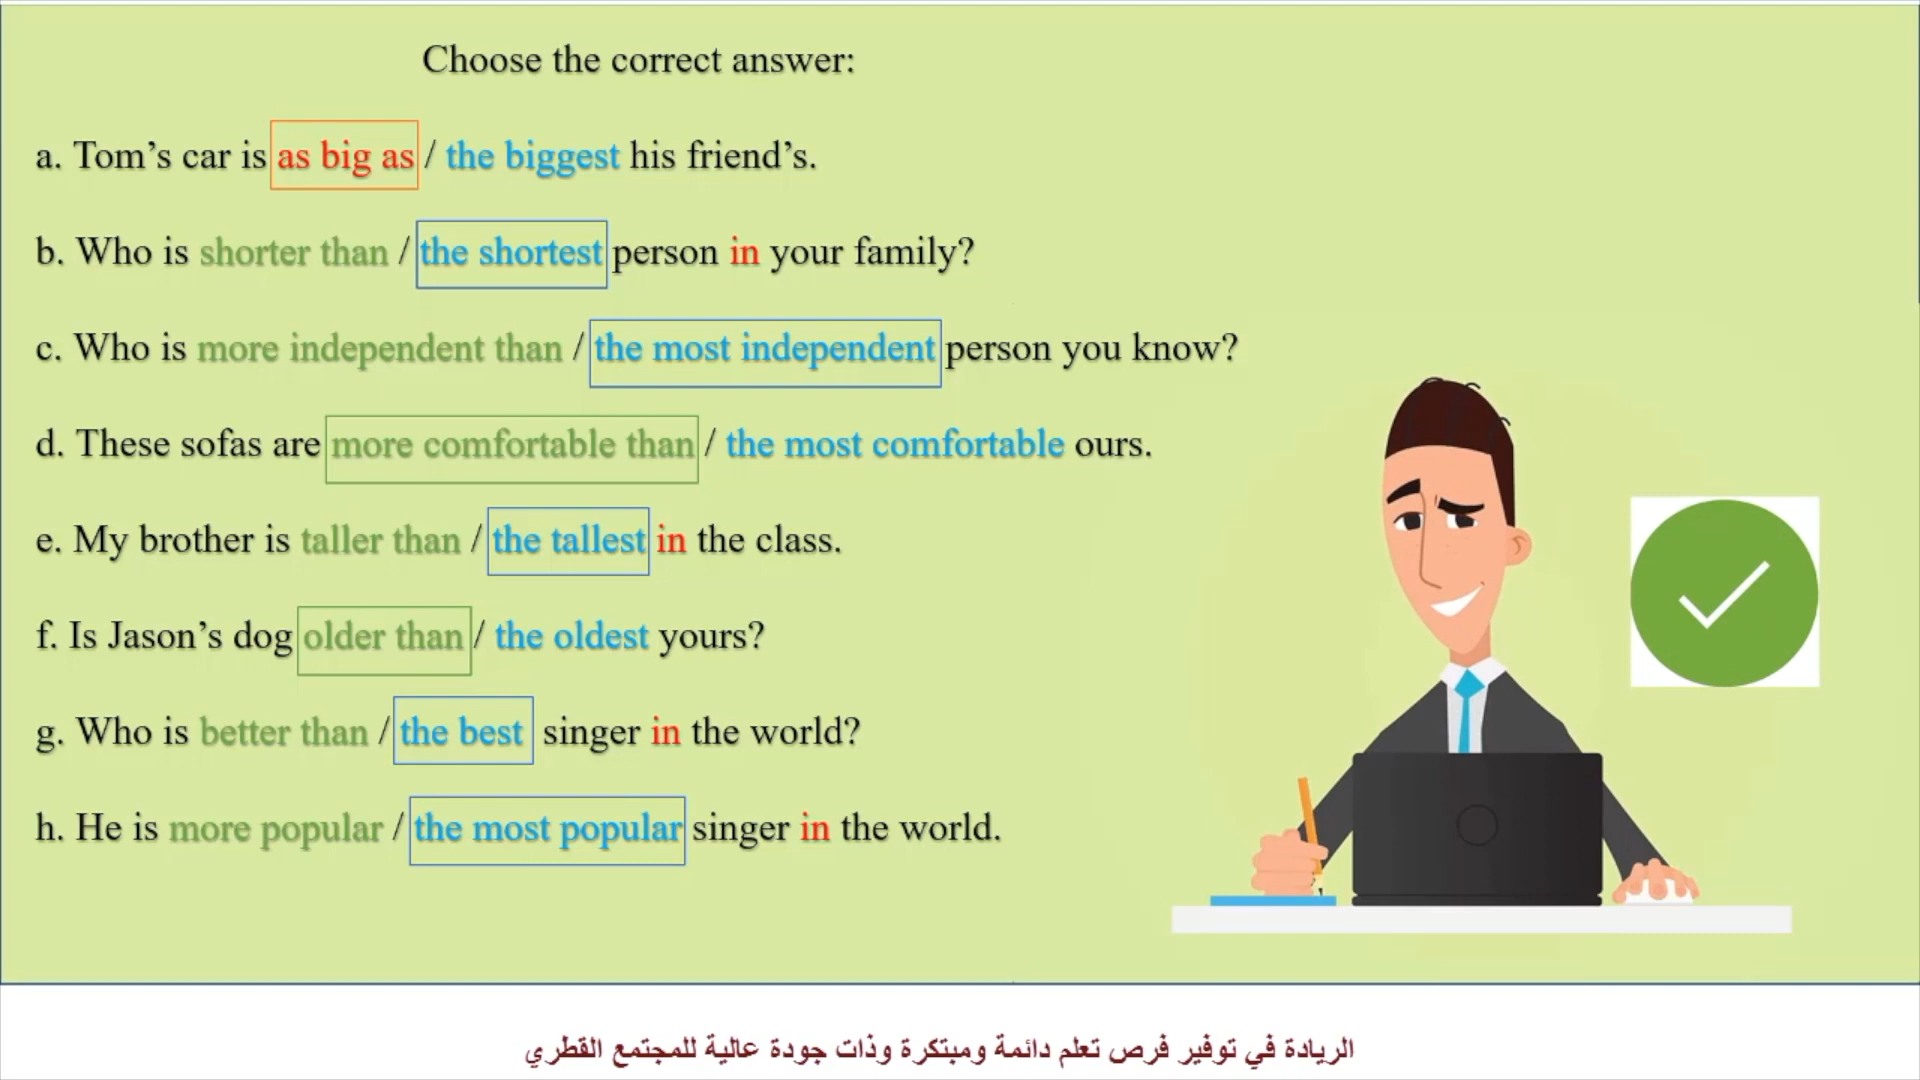 Choose the correct answer:
a. Tom’s car is as big as / the biggest his friend’s.
b. Who is shorter than / the shortest person in your family?
c. Who is more independent than / the most independent person you know?
d. These sofas are more comfortable than / the most comfortable ours.
e. My brother is taller than / the tallest in the class.
f. Is Jason’s dog older than / the oldest yours?
g. Who is better than / the best singer in the world?
h. He is more popular / the most popular singer in the world.
الريادة في توفير فرص تعلم دائمة ومبتكرة وذات جودة عالية للمجتمع القطري